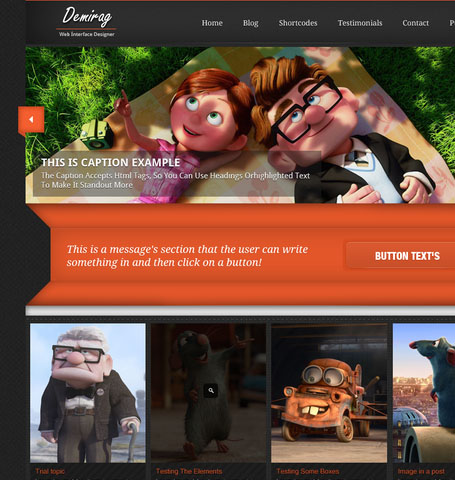 Demirag
Web Interface Designer
Home Blog Shortcodes Testimonials Contact
THIS IS CAPTION EXAMPLE
The Caption Accepts Html Tags, So You Can Use Headings Orhighlighted Text
To Make It Standout More
This is a message's section that the user can write
something in and then click on a button!
BUTTON TEXT'S
Trial topic
Testing The Elements
Testing Some Boxes
Image in a post